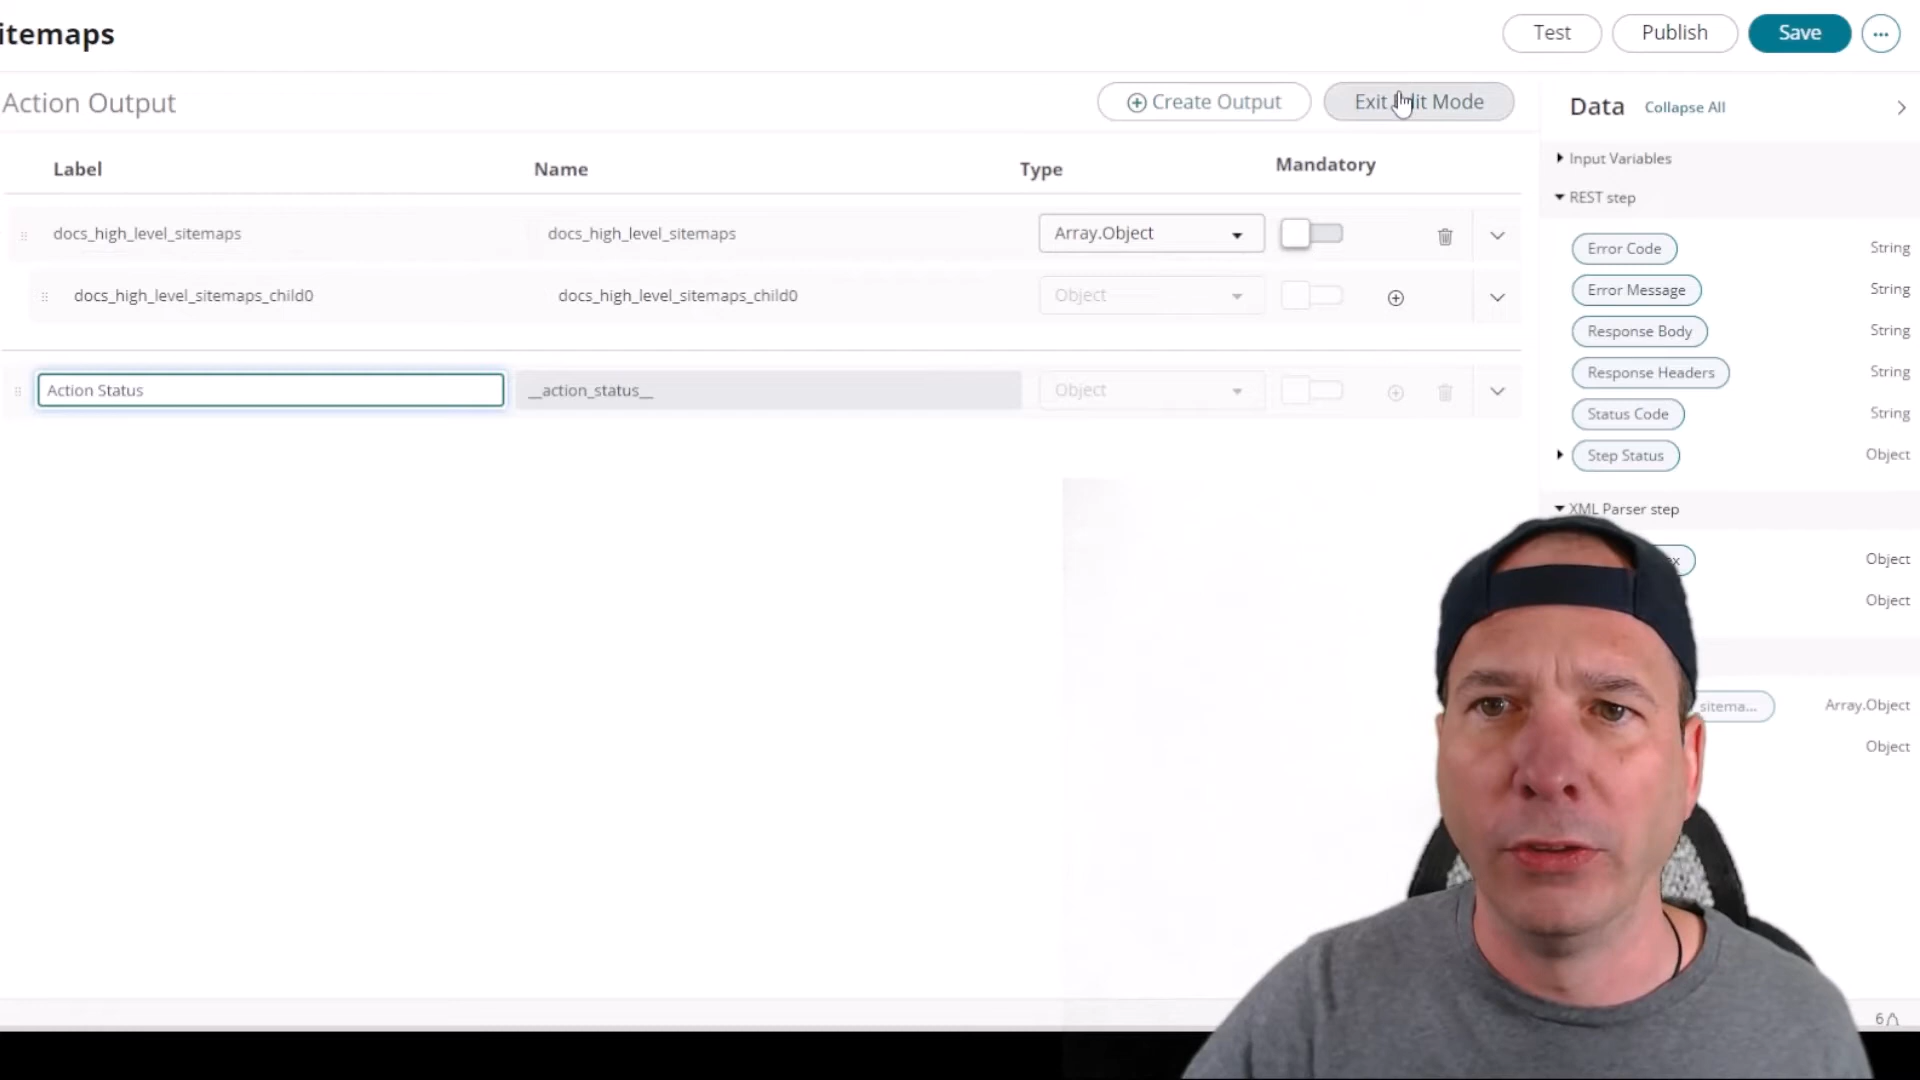 itemaps
Test
Publish
Save
Action Output
Create Output
Exit Edit Mode
Data
Collapse All
Label
Name
Type
Mandatory
Input Variables
REST step
docs_high_level_sitemaps
docs_high_level_sitemaps
Array.Object
Error Code
String
docs_high_level_sitemaps_child0
docs_high_level_sitemaps_child0
Object
Error Message
String
Response Body
String
Response Headers
String
Action Status
__action_status__
Object
Status Code
String
Step Status
Object
XML Parser step
x
Object
Object
sitema...
Array.Object
Object
6